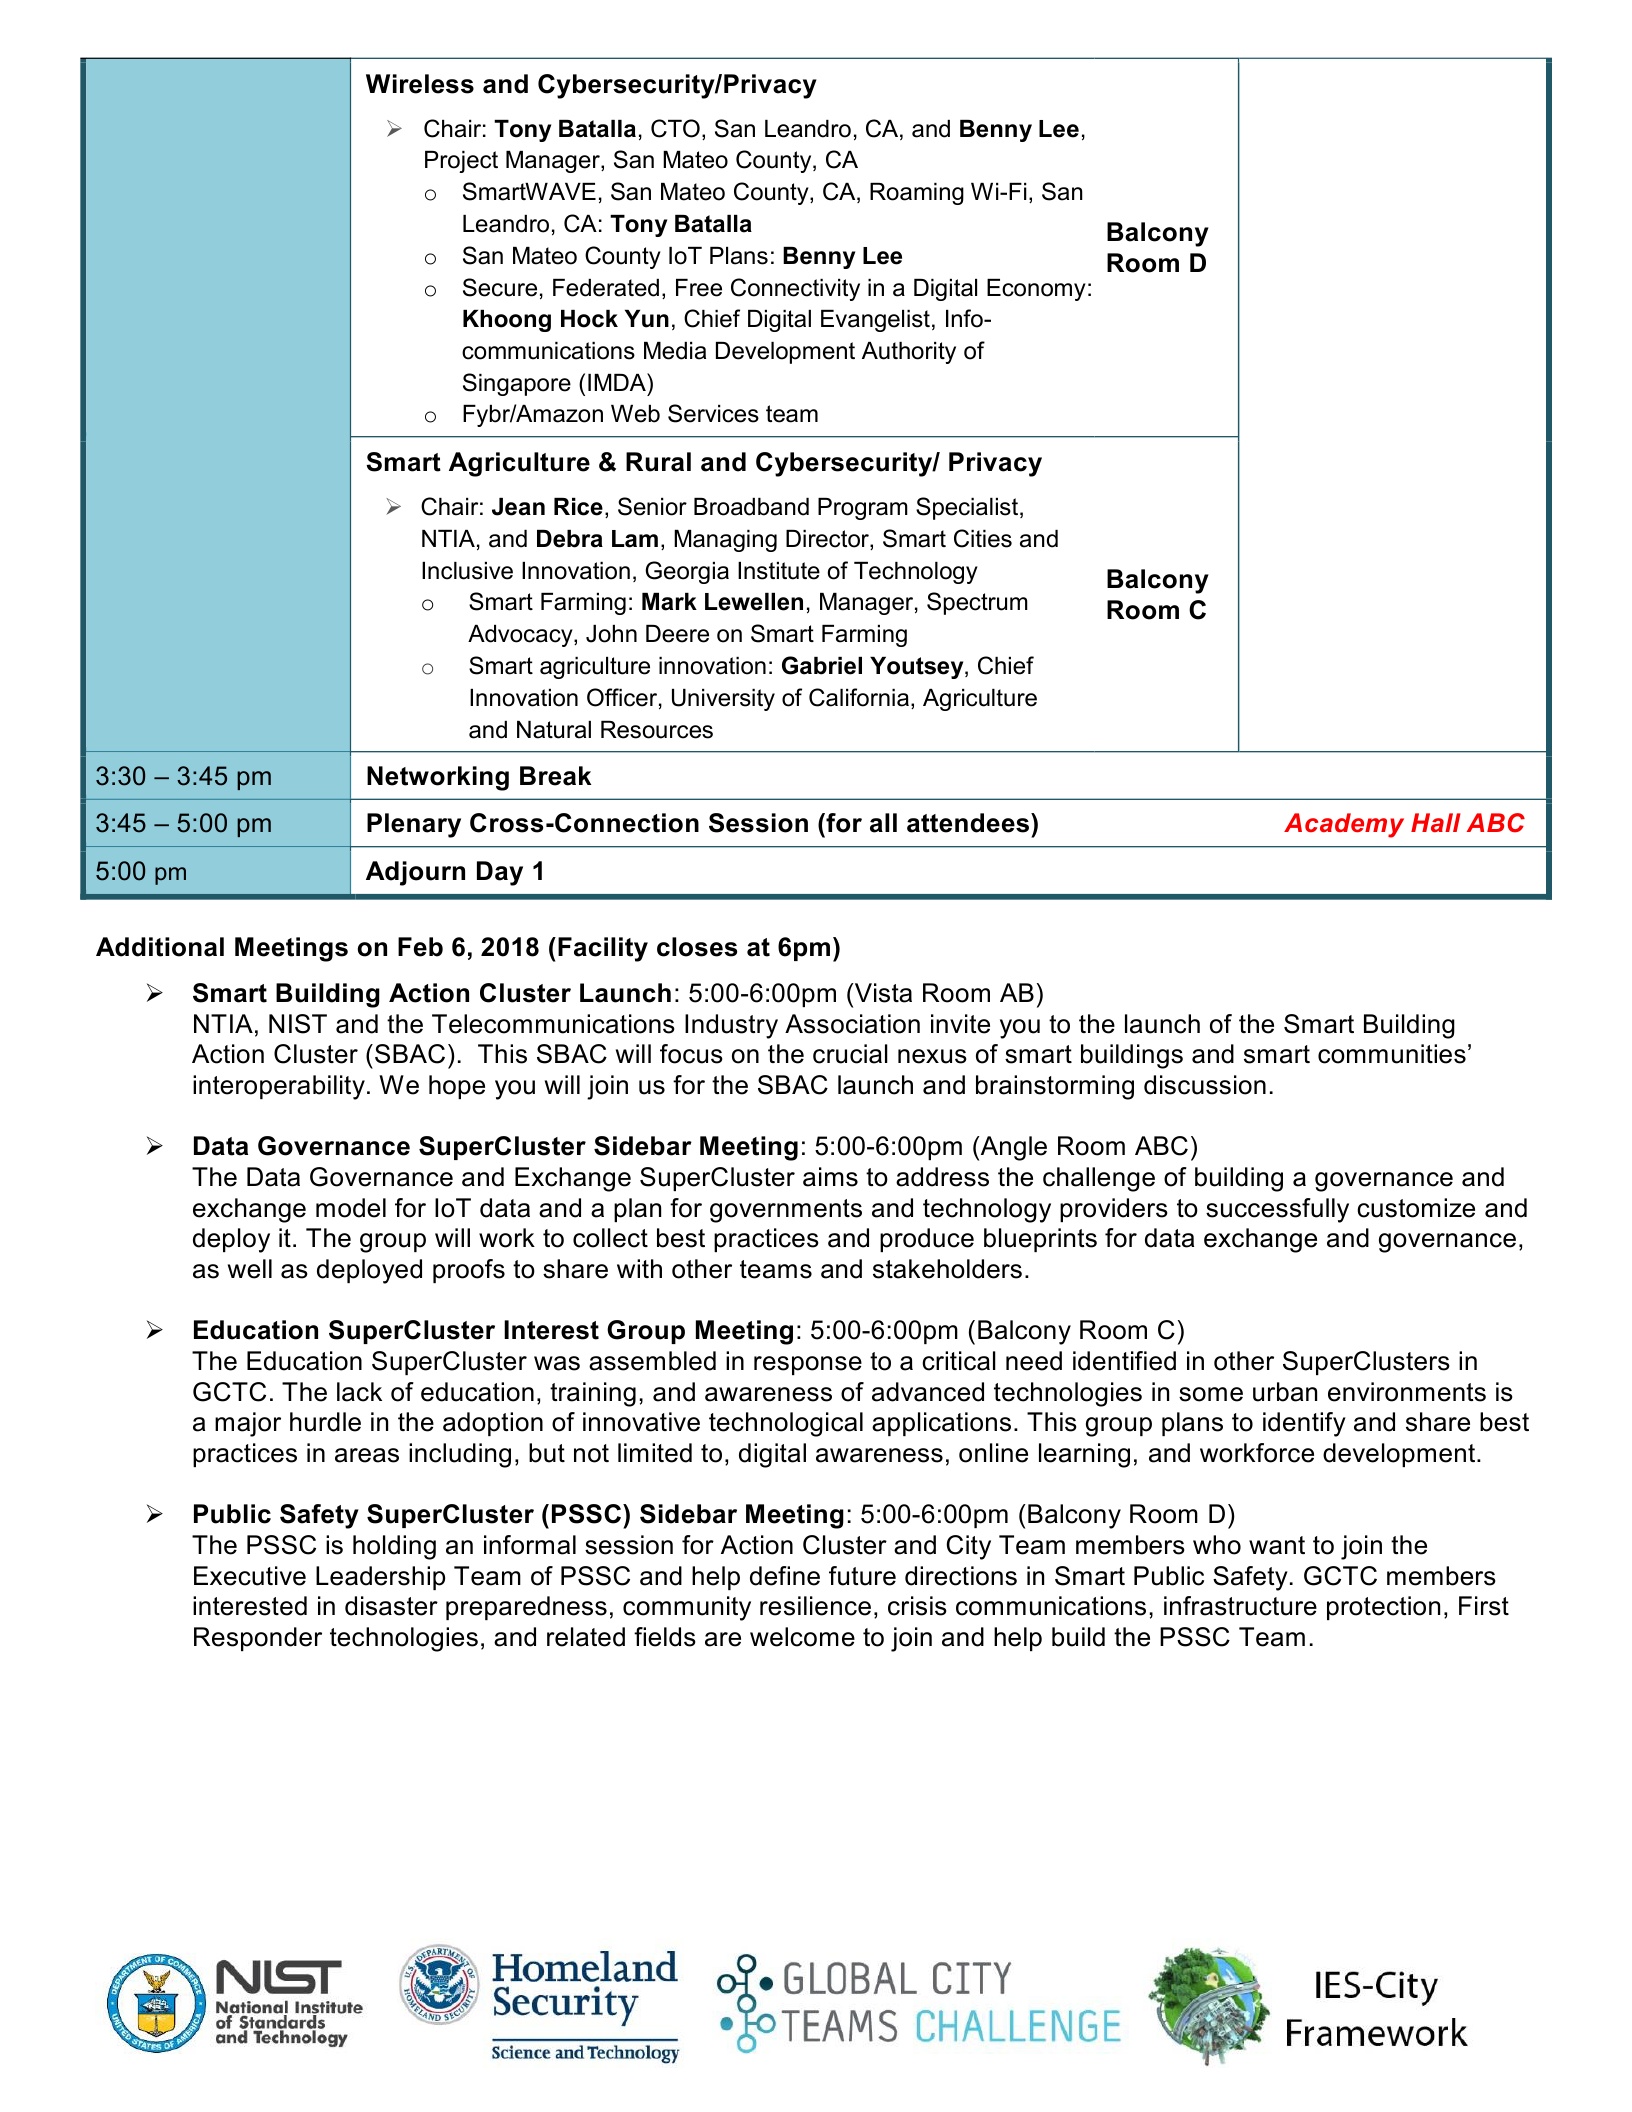 Wireless and Cybersecurity/Privacy
➢ Chair: Tony Batalla, CTO, San Leandro, CA, and Benny Lee,
Project Manager, San Mateo County, CA
o SmartWAVE, San Mateo County, CA, Roaming Wi-Fi, San
Leandro, CA: Tony Batalla
o San Mateo County IoT Plans: Benny Lee
o Secure, Federated, Free Connectivity in a Digital Economy:
Khoong Hock Yun, Chief Digital Evangelist, Info-
communications Media Development Authority of
Singapore (IMDA)
o Fybr/Amazon Web Services team
Balcony
Room D
Smart Agriculture & Rural and Cybersecurity/ Privacy
➢ Chair: Jean Rice, Senior Broadband Program Specialist,
NTIA, and Debra Lam, Managing Director, Smart Cities and
Inclusive Innovation, Georgia Institute of Technology
o Smart Farming: Mark Lewellen, Manager, Spectrum
Advocacy, John Deere on Smart Farming
o Smart agriculture innovation: Gabriel Youtsey, Chief
Innovation Officer, University of California, Agriculture
and Natural Resources
Balcony
Room C
3:30 – 3:45 pm Networking Break
3:45 – 5:00 pm Plenary Cross-Connection Session (for all attendees) Academy Hall ABC
5:00 pm Adjourn Day 1
Additional Meetings on Feb 6, 2018 (Facility closes at 6pm)
➢ Smart Building Action Cluster Launch: 5:00-6:00pm (Vista Room AB)
NTIA, NIST and the Telecommunications Industry Association invite you to the launch of the Smart Building
Action Cluster (SBAC).  This SBAC will focus on the crucial nexus of smart buildings and smart communities’
interoperability. We hope you will join us for the SBAC launch and brainstorming discussion.
➢ Data Governance SuperCluster Sidebar Meeting: 5:00-6:00pm (Angle Room ABC)
The Data Governance and Exchange SuperCluster aims to address the challenge of building a governance and
exchange model for IoT data and a plan for governments and technology providers to successfully customize and
deploy it. The group will work to collect best practices and produce blueprints for data exchange and governance,
as well as deployed proofs to share with other teams and stakeholders.
➢ Education SuperCluster Interest Group Meeting: 5:00-6:00pm (Balcony Room C)
The Education SuperCluster was assembled in response to a critical need identified in other SuperClusters in
GCTC. The lack of education, training, and awareness of advanced technologies in some urban environments is
a major hurdle in the adoption of innovative technological applications. This group plans to identify and share best
practices in areas including, but not limited to, digital awareness, online learning, and workforce development.
➢ Public Safety SuperCluster (PSSC) Sidebar Meeting: 5:00-6:00pm (Balcony Room D)
The PSSC is holding an informal session for Action Cluster and City Team members who want to join the
Executive Leadership Team of PSSC and help define future directions in Smart Public Safety. GCTC members
interested in disaster preparedness, community resilience, crisis communications, infrastructure protection, First
Responder technologies, and related fields are welcome to join and help build the PSSC Team.
DEPARTMENT OF COMMERCE
UNITED STATES OF AMERICA
NIST
National Institute
of Standards
and Technology
U.S. DEPARTMENT OF
HOMELAND SECURITY
Homeland
Security
Science and Technology
GLOBAL CITY
TEAMS CHALLENGE
IES-City
Framework